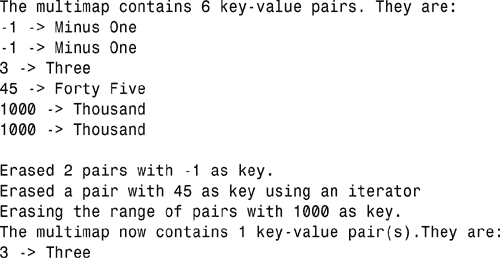 The multimap contains 6 key-value pairs. They are:
-1 -> Minus One
-1 -> Minus One
3 -> Three
45 -> Forty Five
1000 -> Thousand
1000 -> Thousand
Erased 2 pairs with -1 as key.
Erased a pair with 45 as key using an iterator
Erasing the range of pairs with 1000 as key.
The multimap now contains 1 key-value pair(s).They are:
3 -> Three